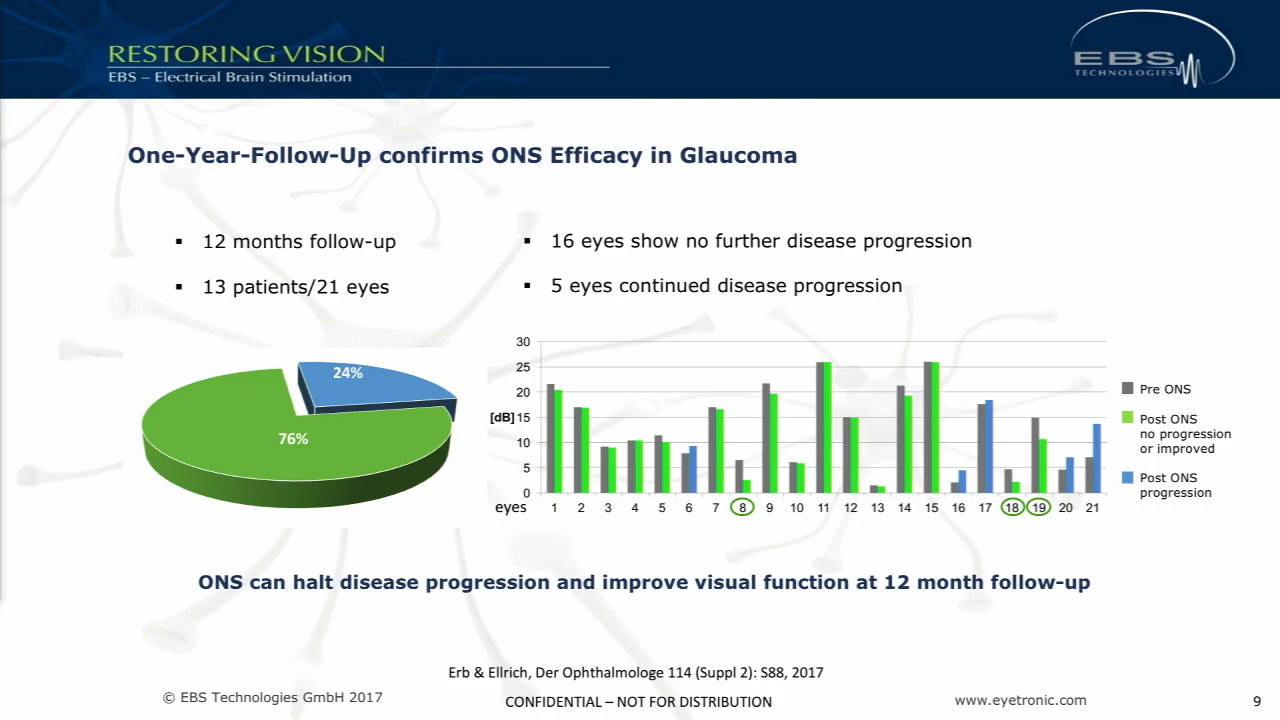 RESTORING VISION
EBS – Electrical Brain Stimulation
EBS
TECHNOLOGIES
One-Year-Follow-Up confirms ONS Efficacy in Glaucoma
▪ 12 months follow-up
▪ 13 patients/21 eyes
▪ 16 eyes show no further disease progression
▪ 5 eyes continued disease progression
24%
76%
30
25
20
[dB] 15
10
5
0
eyes 1 2 3 4 5 6 7 8 9 10 11 12 13 14 15 16 17 18 19 20 21
Pre ONS
Post ONS
no progression
or improved
Post ONS
progression
ONS can halt disease progression and improve visual function at 12 month follow-up
Erb & Ellrich, Der Ophthalmologe 114 (Suppl 2): S88, 2017
© EBS Technologies GmbH 2017
CONFIDENTIAL – NOT FOR DISTRIBUTION
www.eyetronic.com
9